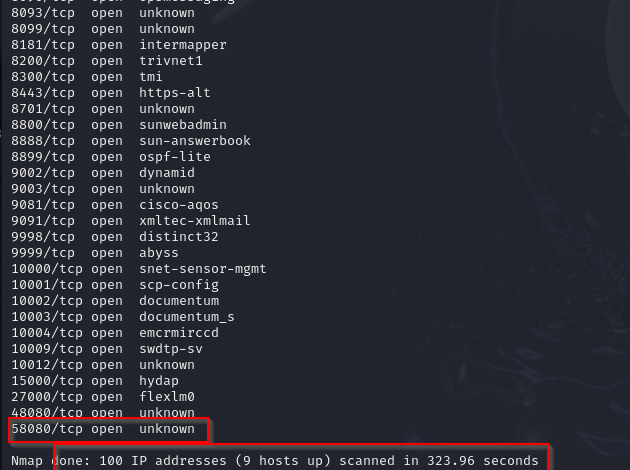 8093/tcp  open  unknown
8099/tcp  open  unknown
8181/tcp  open  intermapper
8200/tcp  open  trivnet1
8300/tcp  open  tmi
8443/tcp  open  https-alt
8701/tcp  open  unknown
8800/tcp  open  sunwebadmin
8888/tcp  open  sun-answerbook
8899/tcp  open  ospf-lite
9002/tcp  open  dynamid
9003/tcp  open  unknown
9081/tcp  open  cisco-aqos
9091/tcp  open  xmltec-xmlmail
9998/tcp  open  distinct32
9999/tcp  open  abyss
10000/tcp open  snet-sensor-mgmt
10001/tcp open  scp-config
10002/tcp open  documentum
10003/tcp open  documentum_s
10004/tcp open  emcrmirccd
10009/tcp open  swdtp-sv
10012/tcp open  unknown
15000/tcp open  hydap
27000/tcp open  flexlm0
48080/tcp open  unknown
58080/tcp open  unknown
Nmap done: 100 IP addresses (9 hosts up) scanned in 323.96 seconds